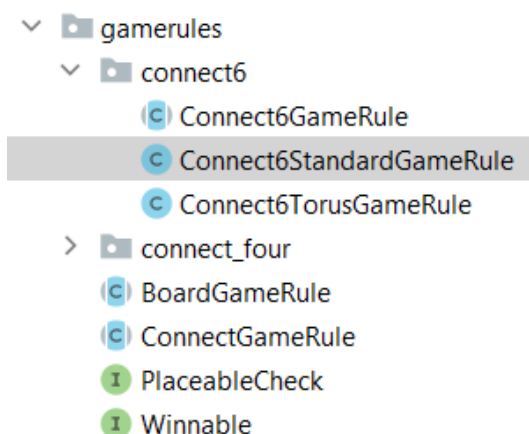 gamerules
connect6
Connect6GameRule
Connect6StandardGameRule
Connect6TorusGameRule
connect_four
BoardGameRule
ConnectGameRule
PlaceableCheck
Winnable